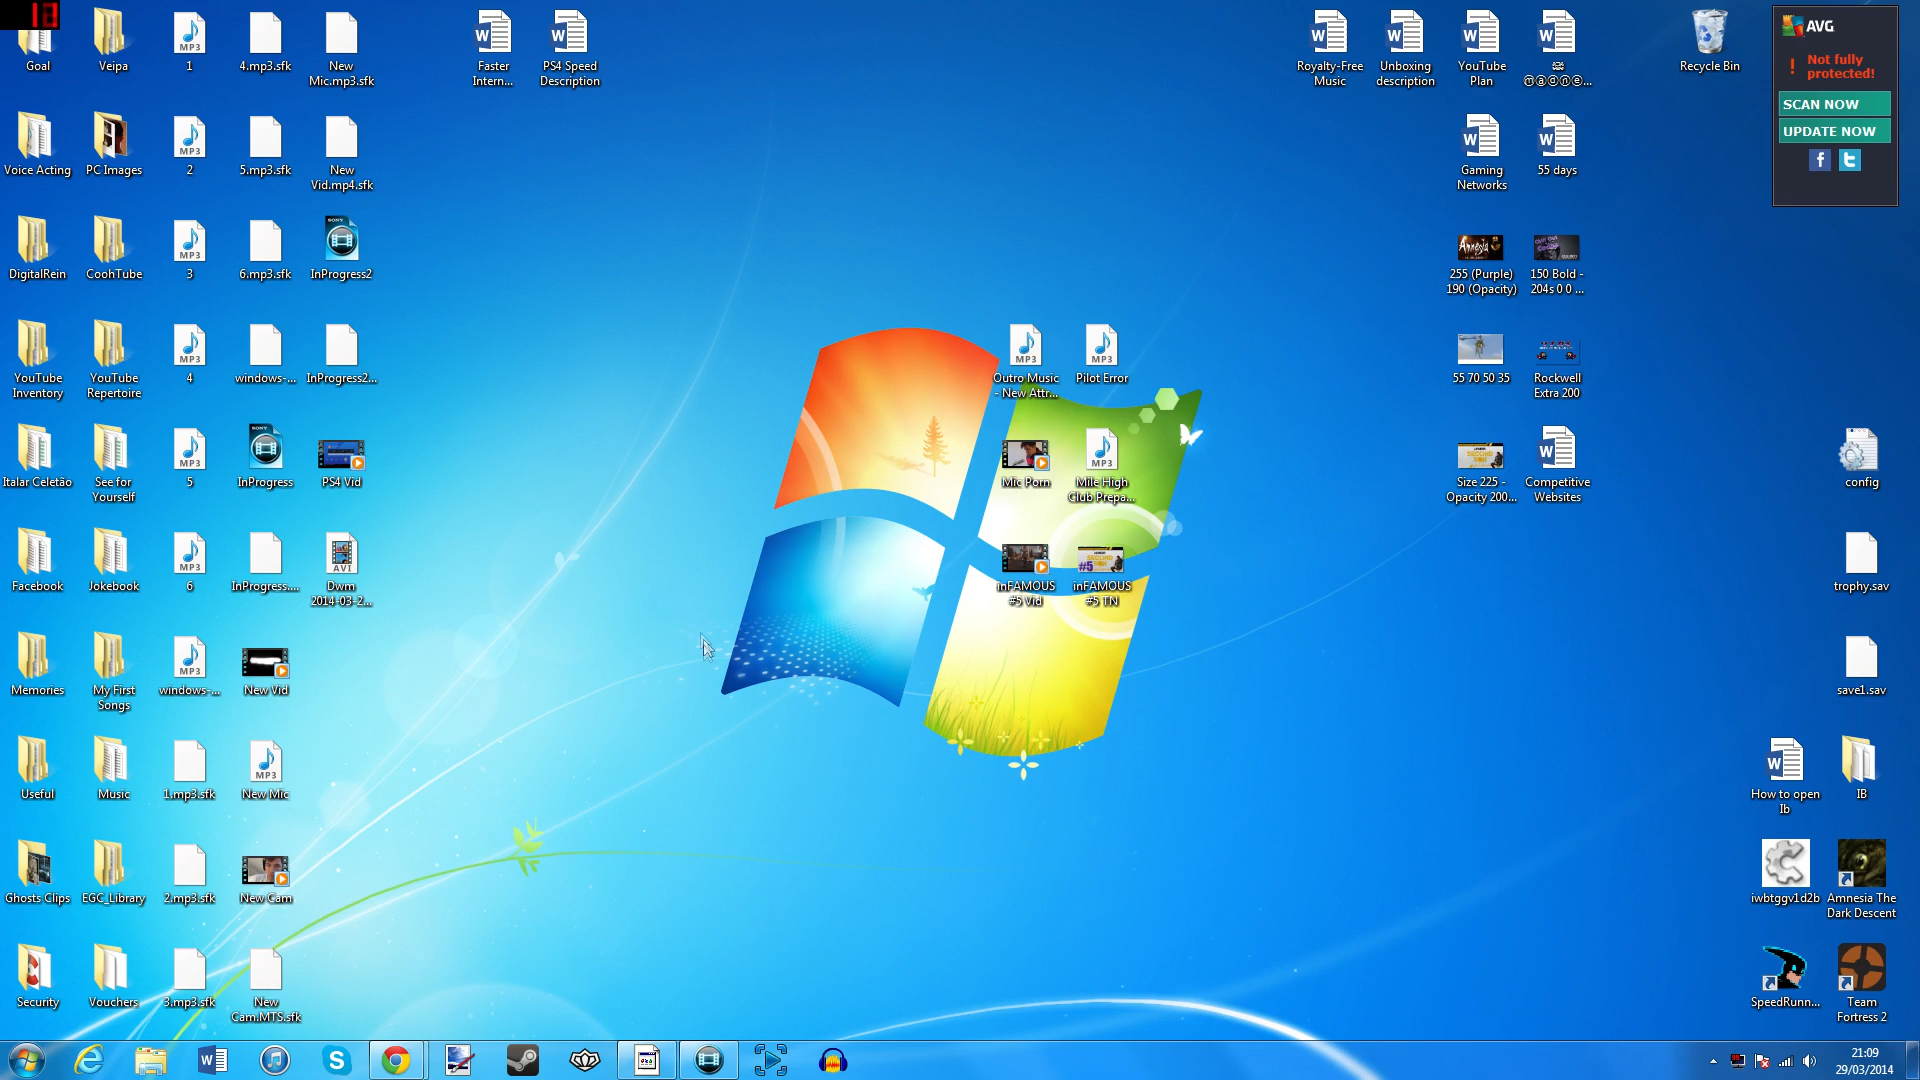 13
Goal
Veipa
1
4.mp3.sfk
New
Mic.mp3.sfk
Faster
Intern...
PS4 Speed
Description
Royalty-Free
Music
Unboxing
description
YouTube
Plan
ⓜⓐⓓⓝⓔ...
Recycle Bin
AVG
! Not fully
protected!
SCAN NOW
UPDATE NOW
Voice Acting
PC Images
2
5.mp3.sfk
New
Vid.mp4.sfk
Gaming
Networks
55 days
DigitalRein
CoohTube
3
6.mp3.sfk
InProgress2
255 (Purple)
190 (Opacity)
150 Bold -
204s 0 0 ...
YouTube
Inventory
YouTube
Repertoire
4
windows-...
InProgress2...
Outro Music
- New Attr...
Pilot Error
55 70 50 35
Rockwell
Extra 200
Italar Celetão
See for
Yourself
5
InProgress
PS4 Vid
Mic Porn
Mile High
Club Prepa...
Size 225 -
Opacity 200...
Competitive
Websites
config
Facebook
Jokebook
6
InProgress....
Dwm
2014-03-2...
inFAMOUS
#5 Vid
inFAMOUS
#5 TN
trophy.sav
Memories
My First
Songs
windows-...
New Vid
save1.sav
Useful
Music
1.mp3.sfk
New Mic
How to open
Ib
IB
Ghosts Clips
EGC_Library
2.mp3.sfk
New Cam
iwbtggv1d2b
Amnesia The
Dark Descent
Security
Vouchers
3.mp3.sfk
New
Cam.MTS.sfk
SpeedRunn...
Team
Fortress 2
21:09
29/03/2014